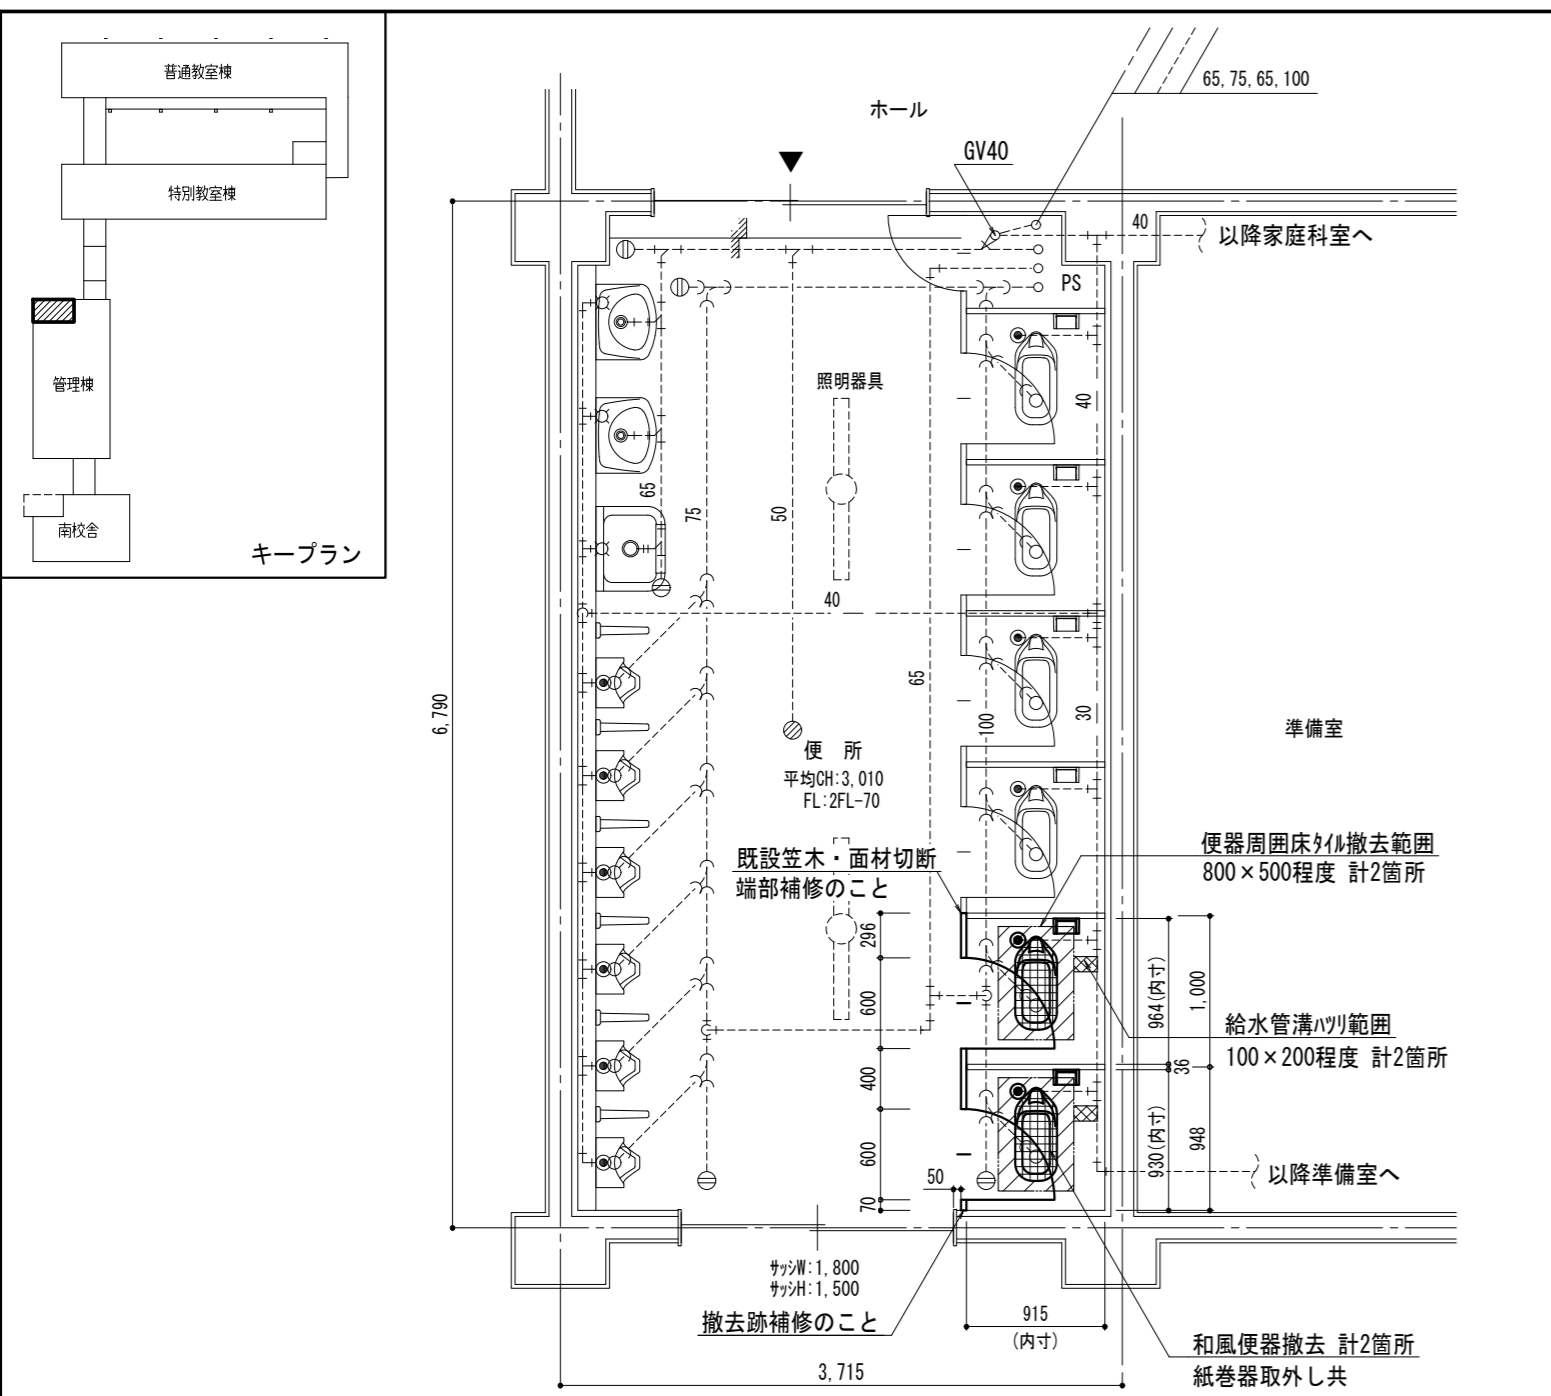 普通教室棟
特別教室棟
管理棟
南校舎
キープラン
ホール
65,75,65,100
GV40
40
以降家庭科室へ
PS
照明器具
40
65
75
50
40
65
100
30
6,790
準備室
便 所
平均CH:3,010
FL:2FL-70
既設笠木・面材切断
端部補修のこと
便器周囲床ﾀｲﾙ撤去範囲
800×500程度 計2箇所
296
600
400
600
70
50
964(内寸)
1,000
36
930(内寸)
948
給水管溝ﾊﾂﾘ範囲
100×200程度 計2箇所
以降準備室へ
ｻｯｼW:1,800
ｻｯｼH:1,500
撤去跡補修のこと
915
(内寸)
3,715
和風便器撤去 計2箇所
紙巻器取外し共